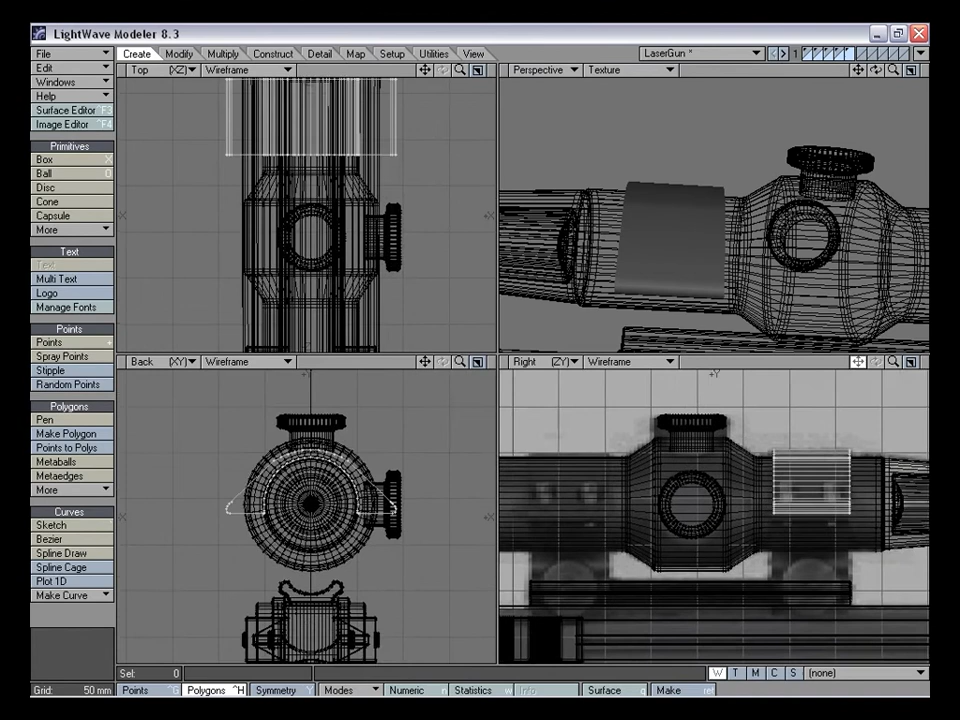 LightWave Modeler 8.3
File
Create Modify Multiply Construct Detail Map Setup Utilities View LaserGun * 1
Edit
Top (XZ) Wireframe Perspective Texture
Windows
Help
Surface Editor F3
Image Editor ^F4
Primitives
Box X
Ball O
Disc
Cone
Capsule
More
Text
Text
Multi Text
Logo
Manage Fonts
Points
Points +
Spray Points
Back (XY) Wireframe Right (ZY) Wireframe
Stipple
Random Points
Polygons
Pen
Make Polygon
Points to Polys
Metaballs
Metaedges
More
Curves
Sketch
Bezier
Spline Draw
Spline Cage
Plot 1D
Make Curve
Sel: 0 W T M C S (none)
Grid: 50 mm Points ^G Polygons ^H Symmetry Y Modes Numeric n Statistics w Info Surface q Make ret